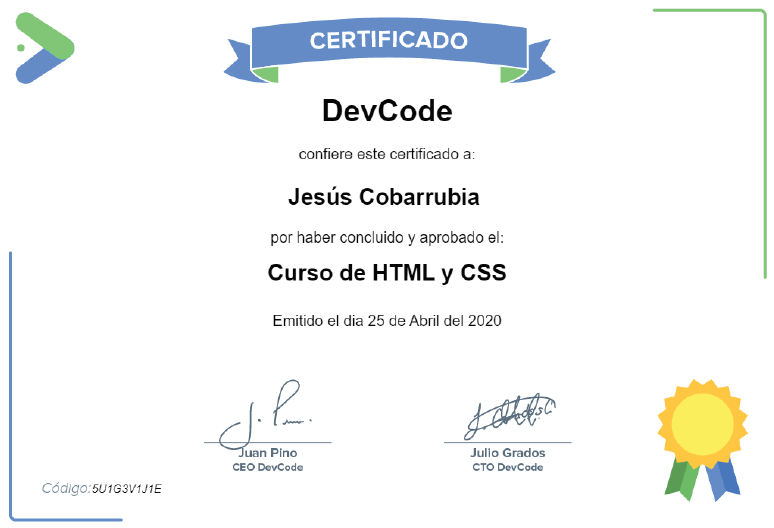 CERTIFICADO
DevCode
confiere este certificado a:
Jesús Cobarrubia
por haber concluido y aprobado el:
Curso de HTML y CSS
Emitido el dia 25 de Abril del 2020
Juan Pino
CEO DevCode
Julio Grados
CTO DevCode
Código: 5U1G3V1J1E